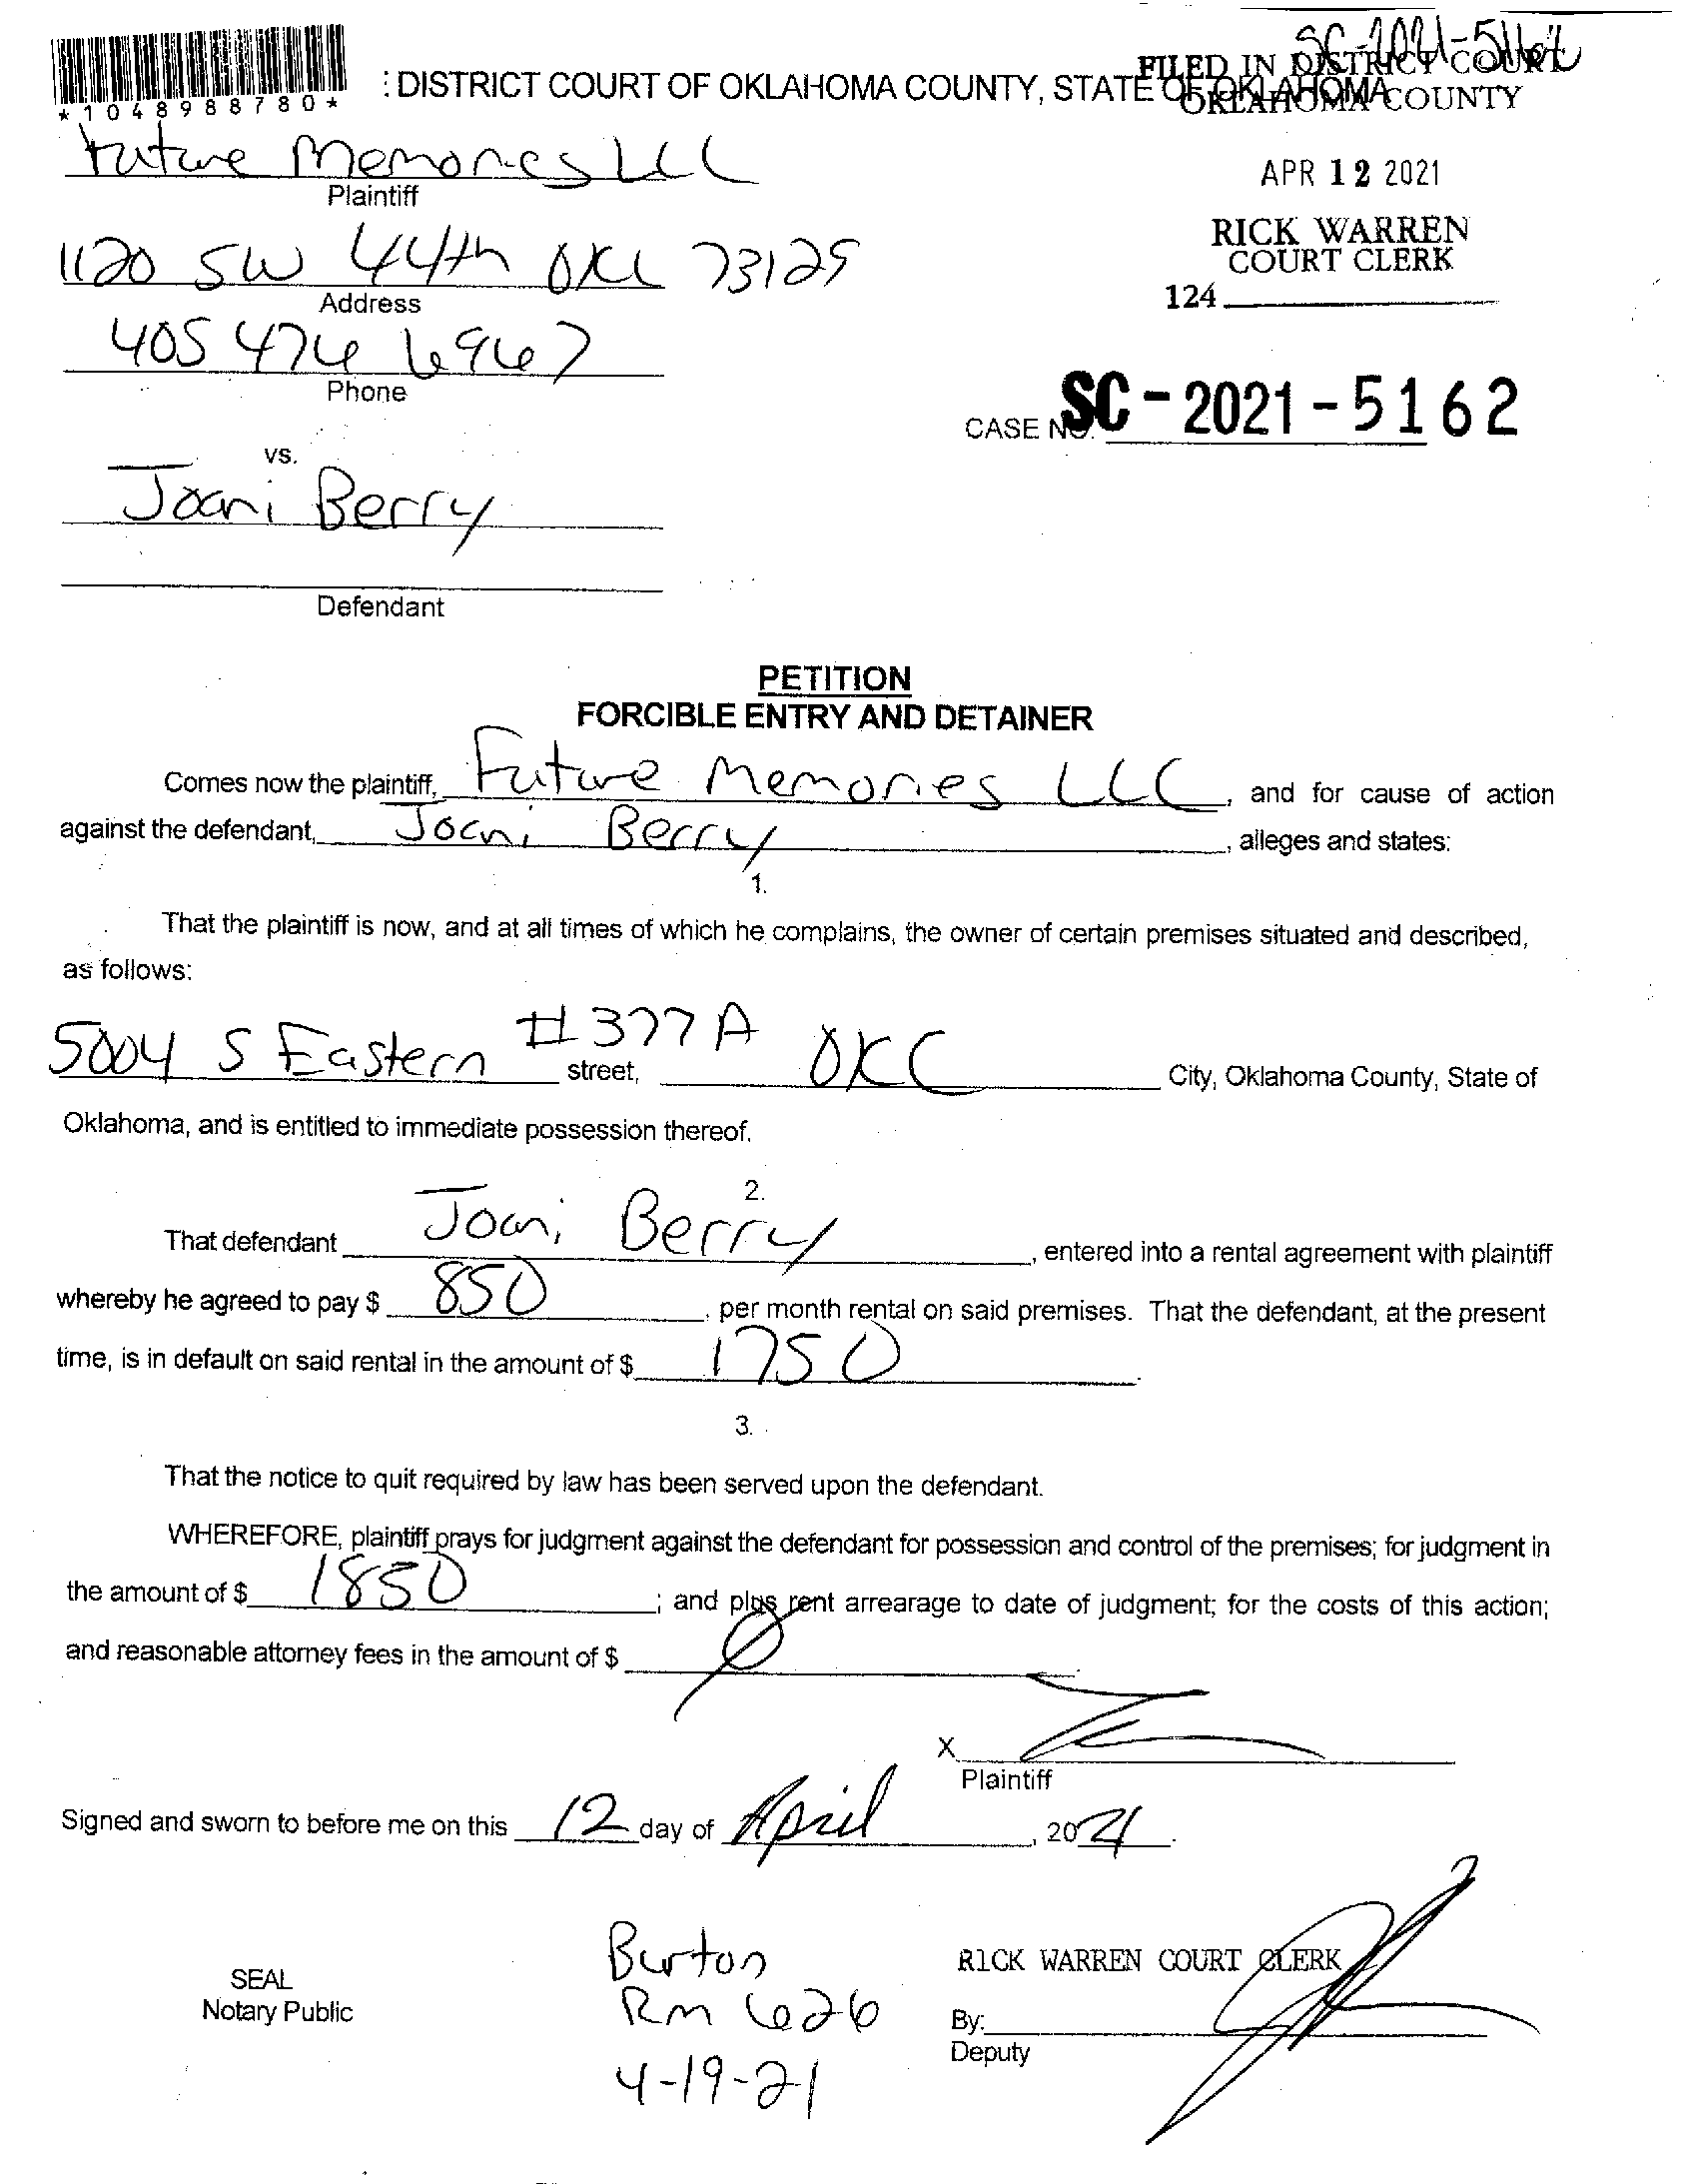 SC-2021-5162
FILED IN DISTRICT COURT
OKLAHOMA COUNTY
: DISTRICT COURT OF OKLAHOMA COUNTY, STATE OF OKLAHOMA
*1048988780*
Future Memories LLC
Plaintiff
APR 12 2021
RICK WARREN
COURT CLERK
124
1120 SW 44th OKC 73129
Address
405 474 6967
Phone
CASE NO. SC-2021-5162
vs.
Joani Berry
Defendant
PETITION
FORCIBLE ENTRY AND DETAINER
Comes now the plaintiff, Future Memories LLC, and for cause of action
against the defendant, Joani Berry, alleges and states:
1.
That the plaintiff is now, and at all times of which he complains, the owner of certain premises situated and described,
as follows:
5004 S Eastern #377A street, OKC City, Oklahoma County, State of
Oklahoma, and is entitled to immediate possession thereof.
2.
That defendant Joani Berry, entered into a rental agreement with plaintiff
whereby he agreed to pay $ 850, per month rental on said premises. That the defendant, at the present
time, is in default on said rental in the amount of $ 1750.
3.
That the notice to quit required by law has been served upon the defendant.
WHEREFORE, plaintiff prays for judgment against the defendant for possession and control of the premises; for judgment in
the amount of $ 1850; and plus rent arrearage to date of judgment; for the costs of this action;
and reasonable attorney fees in the amount of $ Ø
X
Plaintiff
Signed and sworn to before me on this 12 day of April, 2021.
SEAL
Notary Public
Burton
Rm 626
4-19-21
RICK WARREN COURT CLERK
By:
Deputy